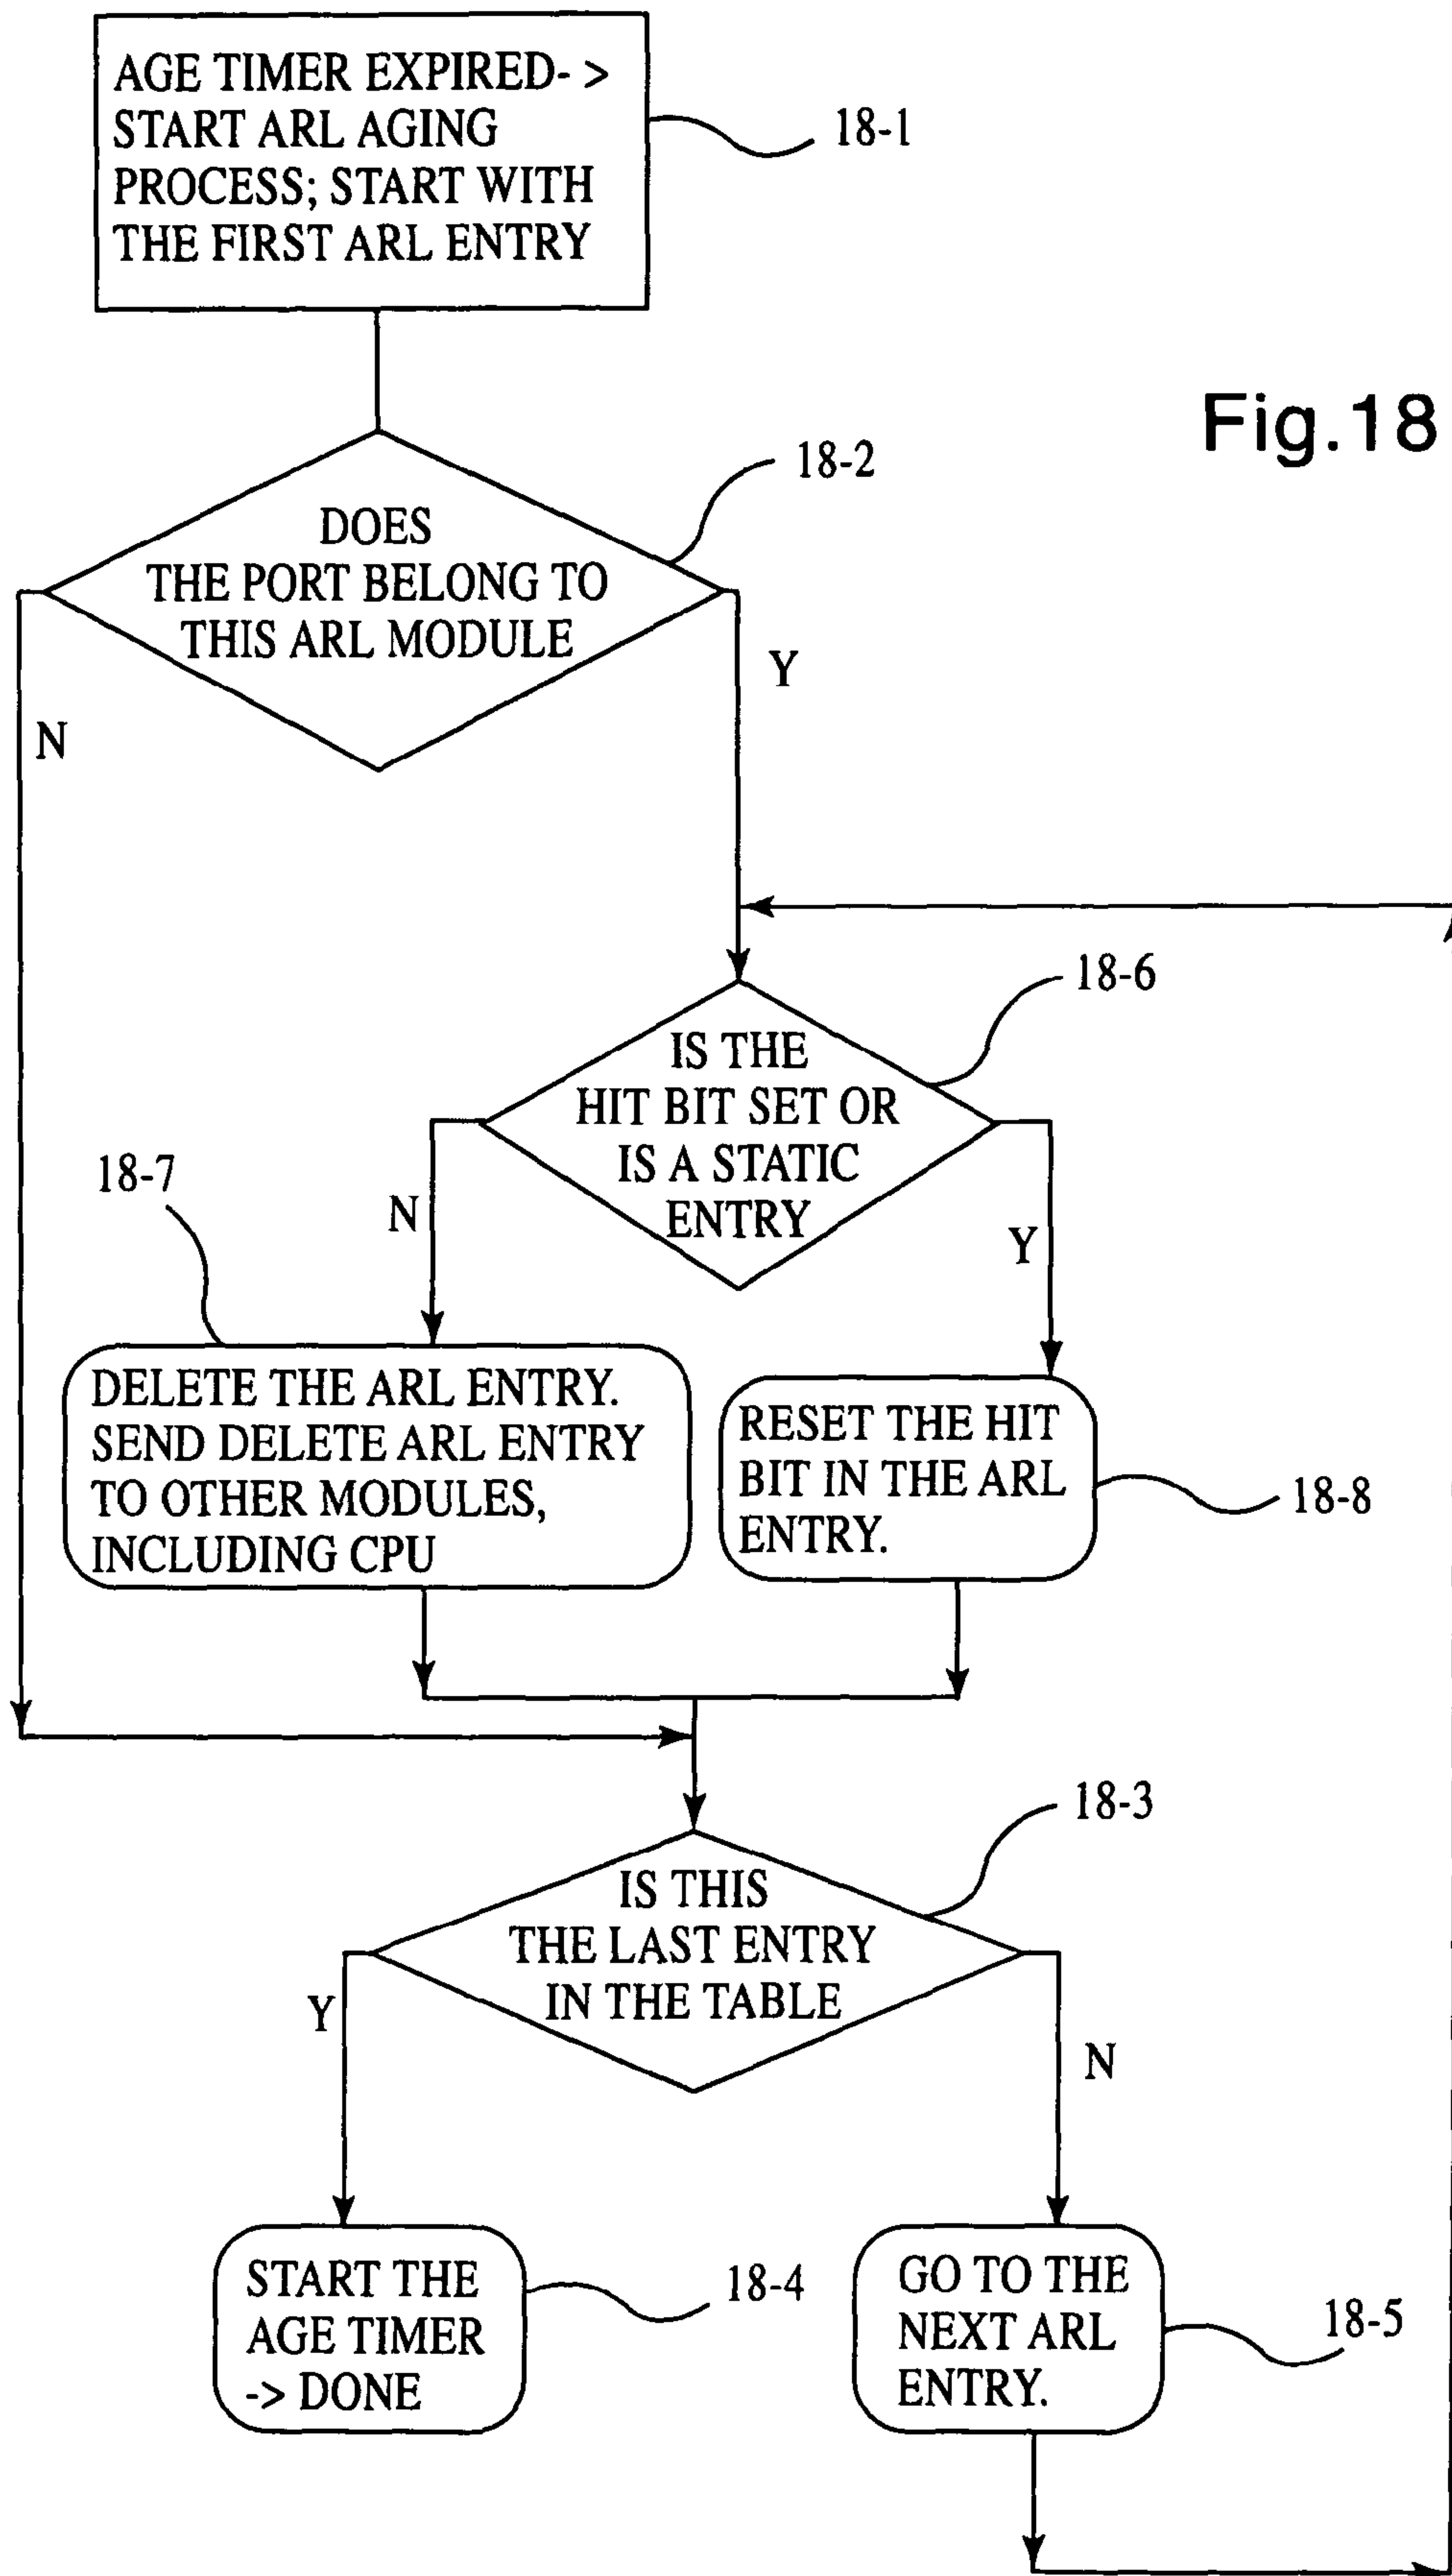 AGE TIMER EXPIRED- >
START ARL AGING
PROCESS; START WITH
THE FIRST ARL ENTRY
18-1
Fig.18
18-2
DOES
THE PORT BELONG TO
THIS ARL MODULE
N
Y
18-6
IS THE
HIT BIT SET OR
IS A STATIC
ENTRY
18-7
N
Y
DELETE THE ARL ENTRY.
SEND DELETE ARL ENTRY
TO OTHER MODULES,
INCLUDING CPU
RESET THE HIT
BIT IN THE ARL
ENTRY.
18-8
18-3
IS THIS
THE LAST ENTRY
IN THE TABLE
Y
N
START THE
AGE TIMER
-> DONE
18-4
GO TO THE
NEXT ARL
ENTRY.
18-5